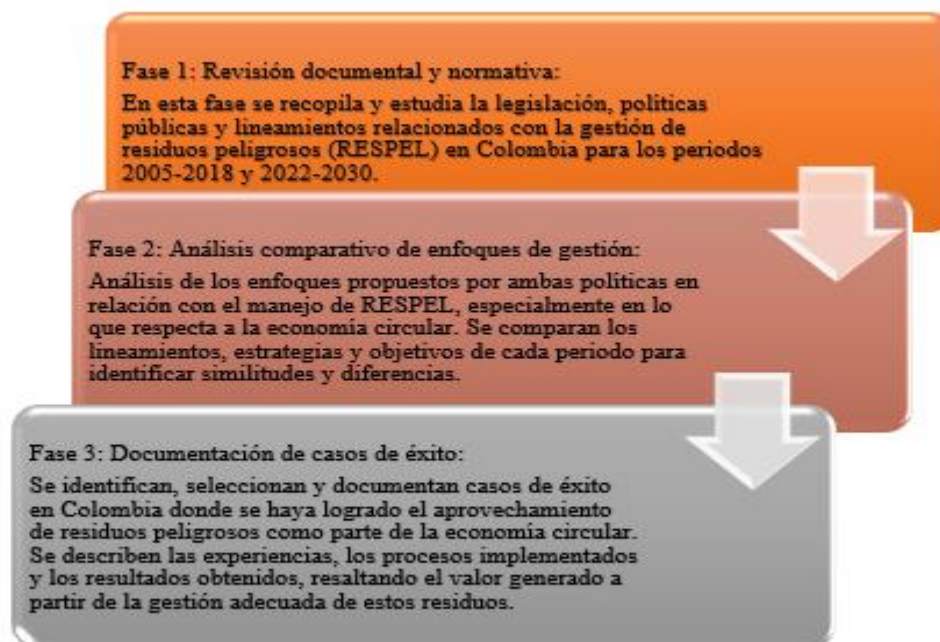 Fase 1: Revisión documental y normativa:
En esta fase se recopila y estudia la legislación, políticas
públicas y lineamientos relacionados con la gestión de
residuos peligrosos (RESPEL) en Colombia para los periodos
2005-2018 y 2022-2030.
Fase 2: Análisis comparativo de enfoques de gestión:
Análisis de los enfoques propuestos por ambas políticas en
relación con el manejo de RESPEL, especialmente en lo
que respecta a la economía circular. Se comparan los
lineamientos, estrategias y objetivos de cada periodo para
identificar similitudes y diferencias.
Fase 3: Documentación de casos de éxito:
Se identifican, seleccionan y documentan casos de éxito
en Colombia donde se haya logrado el aprovechamiento
de residuos peligrosos como parte de la economía circular.
Se describen las experiencias, los procesos implementados
y los resultados obtenidos, resaltando el valor generado a
partir de la gestión adecuada de estos residuos.